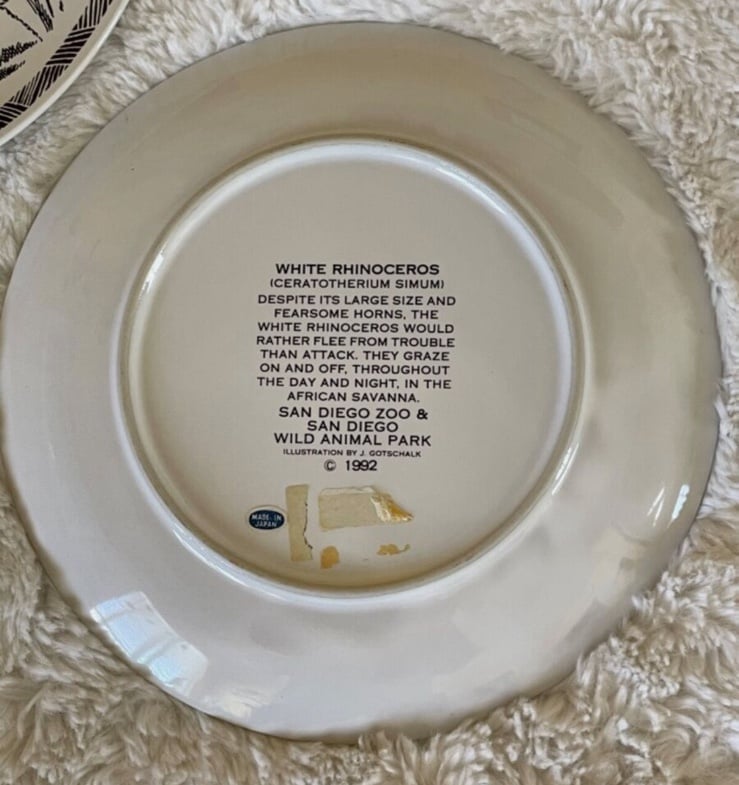 WHITE RHINOCEROS
(CERATOTHERIUM SIMUM)
DESPITE ITS LARGE SIZE AND
FEARSOME HORNS, THE
WHITE RHINOCEROS WOULD
RATHER FLEE FROM TROUBLE
THAN ATTACK. THEY GRAZE
ON AND OFF, THROUGHOUT
THE DAY AND NIGHT, IN THE
AFRICAN SAVANNA.
SAN DIEGO ZOO &
SAN DIEGO
WILD ANIMAL PARK
ILLUSTRATION BY J. GOTSCHALK
© 1992
MADE IN
JAPAN